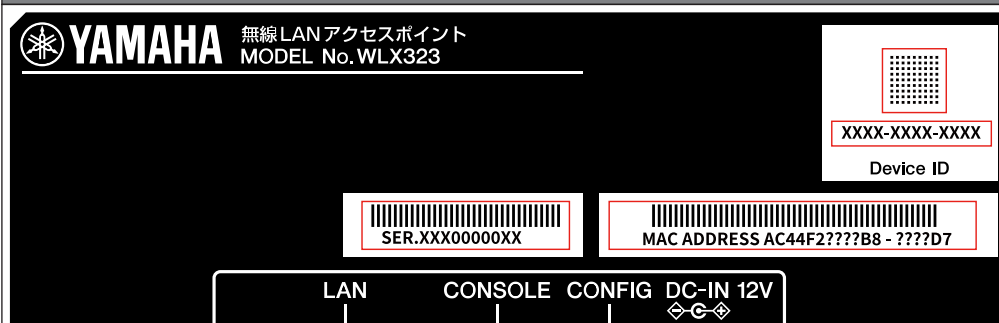 YAMAHA
無線LANアクセスポイント
MODEL No. WLX323
XXXX-XXXX-XXXX
Device ID
SER.XXX00000XX
MAC ADDRESS AC44F2????B8 - ????D7
LAN
CONSOLE
CONFIG
DC-IN 12V